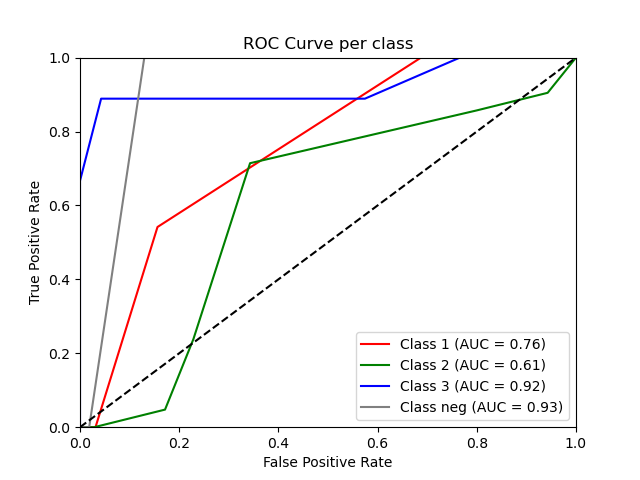 ROC Curve per class
1.0
0.8
0.6
0.4
0.2
0.0
True Positive Rate
0.0 0.2 0.4 0.6 0.8 1.0
False Positive Rate
Class 1 (AUC = 0.76)
Class 2 (AUC = 0.61)
Class 3 (AUC = 0.92)
Class neg (AUC = 0.93)